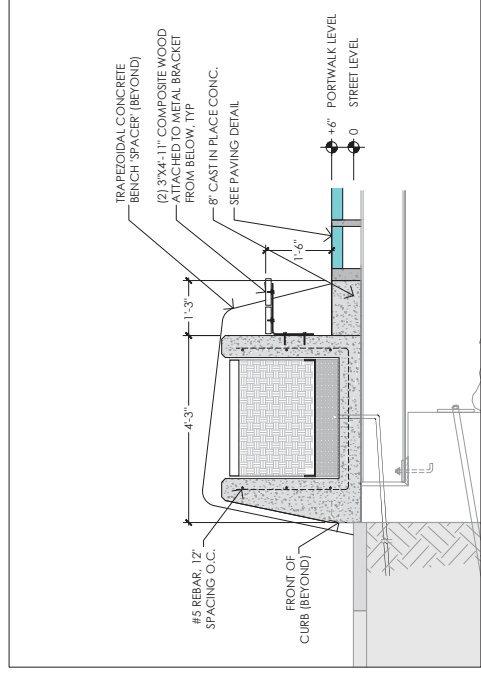 TRAPEZOIDAL CONCRETE
BENCH 'SPACER' (BEYOND)
(2) 3"X4'-11" COMPOSITE WOOD
ATTACHED TO METAL BRACKET
FROM BELOW, TYP
8" CAST IN PLACE CONC.
SEE PAVING DETAIL
4'-3"
1'-3"
1'-6"
+6" PORTWALK LEVEL
0 STREET LEVEL
#5 REBAR, 12"
SPACING O.C.
FRONT OF
CURB (BEYOND)